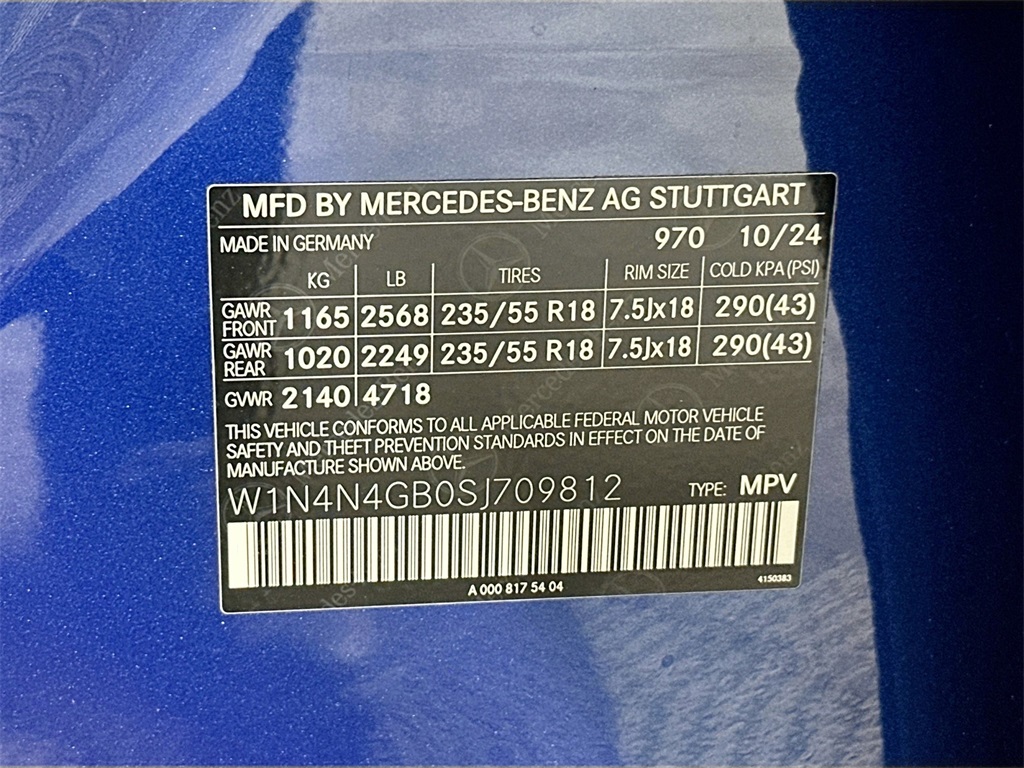 MFD BY MERCEDES-BENZ AG STUTTGART
MADE IN GERMANY 970 10/24
KG LB TIRES RIM SIZE COLD KPA (PSI)
GAWR FRONT 1165 2568 235/55 R18 7.5Jx18 290(43)
GAWR REAR 1020 2249 235/55 R18 7.5Jx18 290(43)
GVWR 2140 4718
THIS VEHICLE CONFORMS TO ALL APPLICABLE FEDERAL MOTOR VEHICLE
SAFETY AND THEFT PREVENTION STANDARDS IN EFFECT ON THE DATE OF
MANUFACTURE SHOWN ABOVE.
W1N4N4GB0SJ709812 TYPE: MPV
A 000 817 54 04 4150383